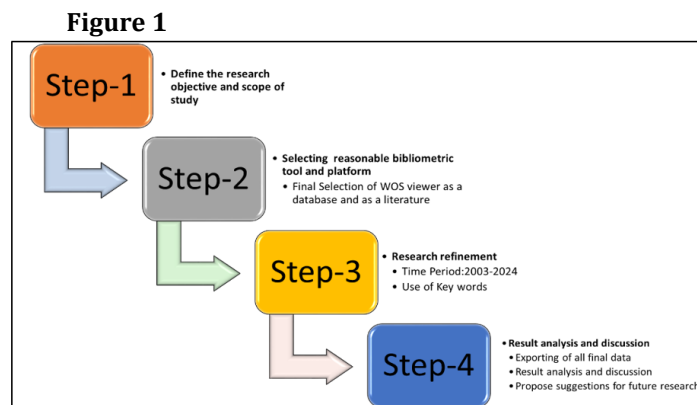 Figure 1
Step-1
• Define the research
objective and scope of
study
Step-2
• Selecting reasonable bibliometric
tool and platform
• Final Selection of WOS viewer as a
database and as a literature
Step-3
• Research refinement
• Time Period:2003-2024
• Use of Key words
Step-4
• Result analysis and discussion
• Exporting of all final data
• Result analysis and discussion
• Propose suggestions for future research